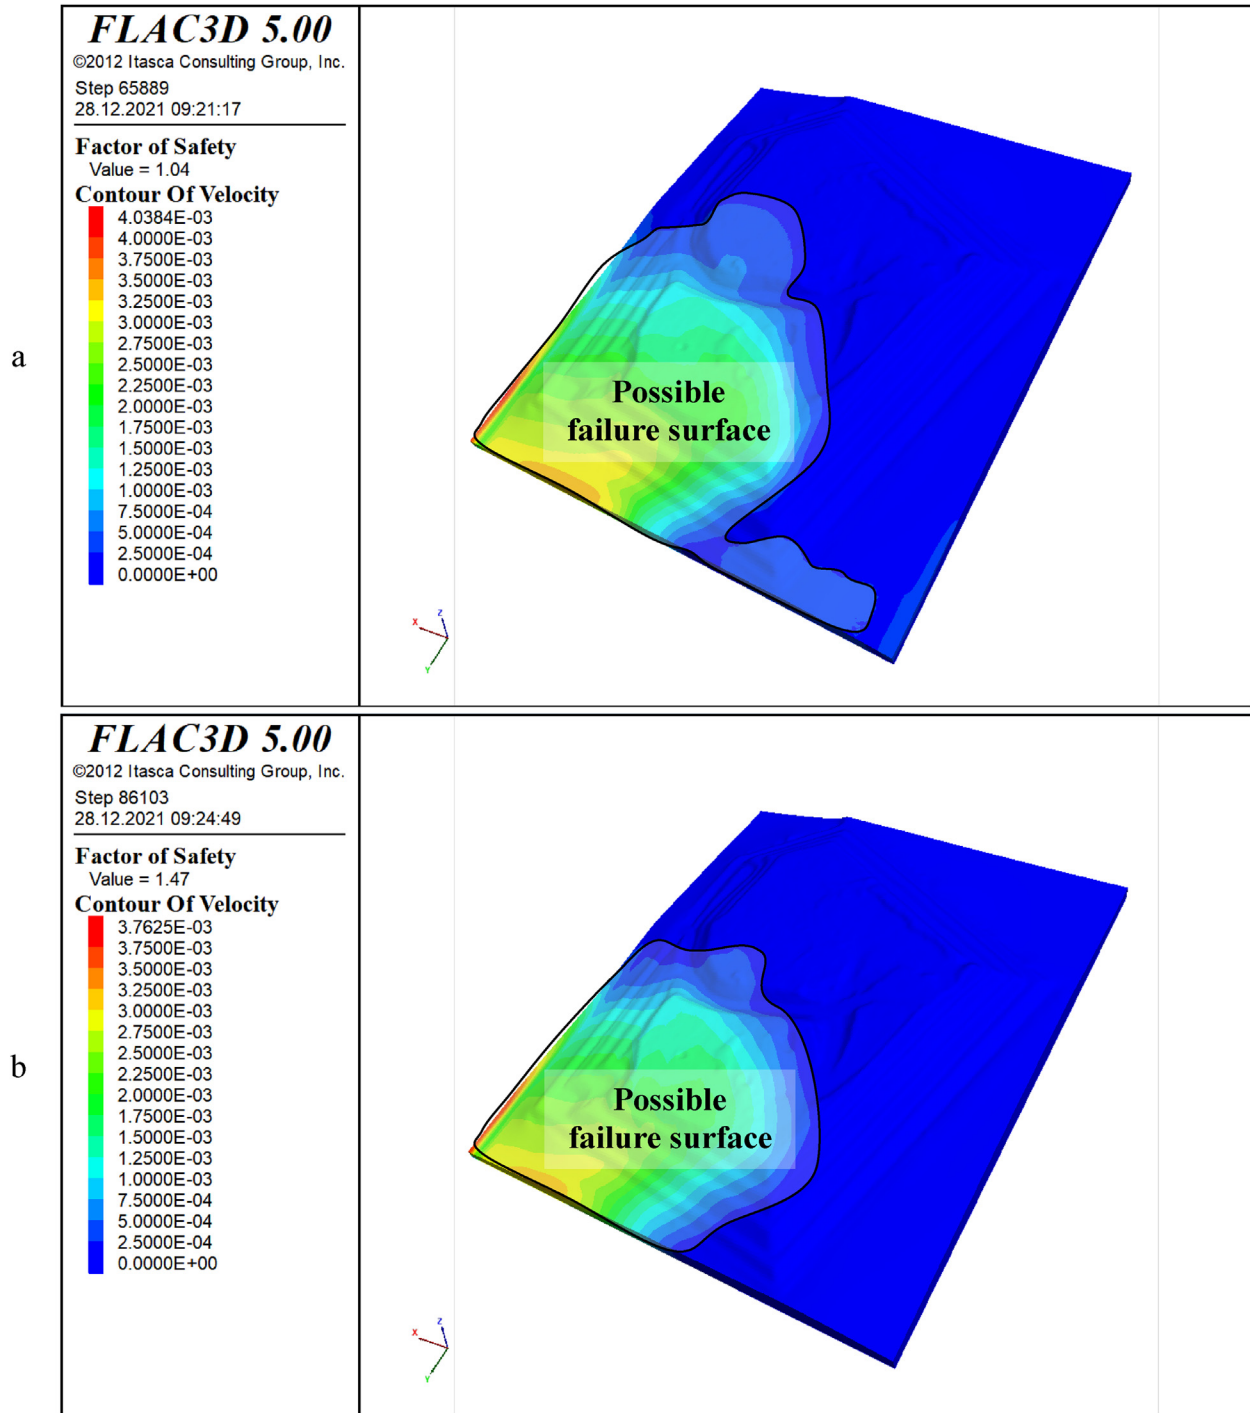 a
FLAC3D 5.00
©2012 Itasca Consulting Group, Inc.
Step 65889
28.12.2021 09:21:17
Factor of Safety
Value = 1.04
Contour Of Velocity
4.0384E-03
4.0000E-03
3.7500E-03
3.5000E-03
3.2500E-03
3.0000E-03
2.7500E-03
2.5000E-03
2.2500E-03
2.0000E-03
1.7500E-03
1.5000E-03
1.2500E-03
1.0000E-03
7.5000E-04
5.0000E-04
2.5000E-04
0.0000E+00
Possible
failure surface
X
Z
Y
b
FLAC3D 5.00
©2012 Itasca Consulting Group, Inc.
Step 86103
28.12.2021 09:24:49
Factor of Safety
Value = 1.47
Contour Of Velocity
3.7625E-03
3.7500E-03
3.5000E-03
3.2500E-03
3.0000E-03
2.7500E-03
2.5000E-03
2.2500E-03
2.0000E-03
1.7500E-03
1.5000E-03
1.2500E-03
1.0000E-03
7.5000E-04
5.0000E-04
2.5000E-04
0.0000E+00
Possible
failure surface
X
Z
Y